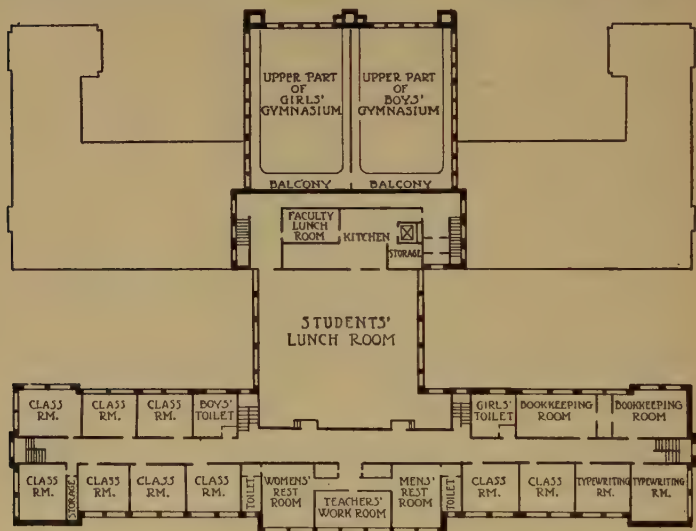 UPPER PART
OF
GIRLS'
GYMNASIUM
UPPER PART
OF
BOYS'
GYMNASIUM
BALCONY
BALCONY
FACULTY
LUNCH
ROOM
KITCHEN
STORAGE
STUDENTS'
LUNCH ROOM
CLASS
RM.
CLASS
RM.
CLASS
RM.
BOYS'
TOILET
GIRLS'
TOILET
BOOKKEEPING
ROOM
BOOKKEEPING
ROOM
CLASS
RM.
STORAGE
CLASS
RM.
CLASS
RM.
CLASS
RM.
TOILET
WOMENS'
REST
ROOM
TEACHERS'
WORK ROOM
MENS'
REST
ROOM
TOILET
CLASS
RM.
CLASS
RM.
TYPEWRITING
RM.
TYPEWRITING
RM.